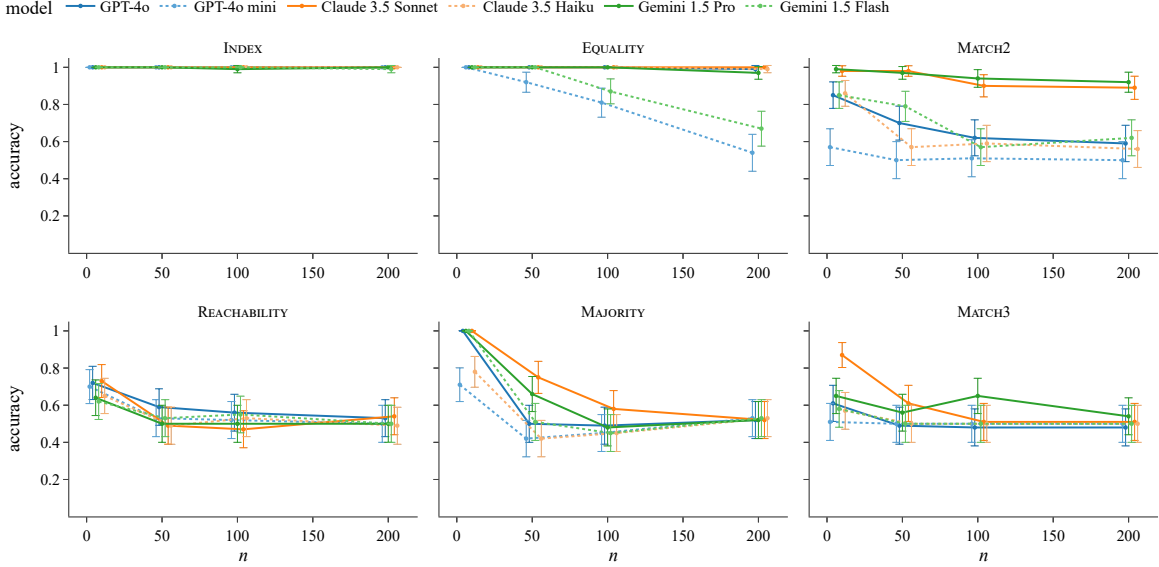 model GPT-4o GPT-4o mini Claude 3.5 Sonnet Claude 3.5 Haiku Gemini 1.5 Pro Gemini 1.5 Flash
INDEX EQUALITY MATCH2
accuracy
1
0.8
0.6
0.4
0.2
0 50 100 150 200 0 50 100 150 200 0 50 100 150 200
REACHABILITY MAJORITY MATCH3
accuracy
1
0.8
0.6
0.4
0.2
0 50 100 150 200 0 50 100 150 200 0 50 100 150 200
n n n